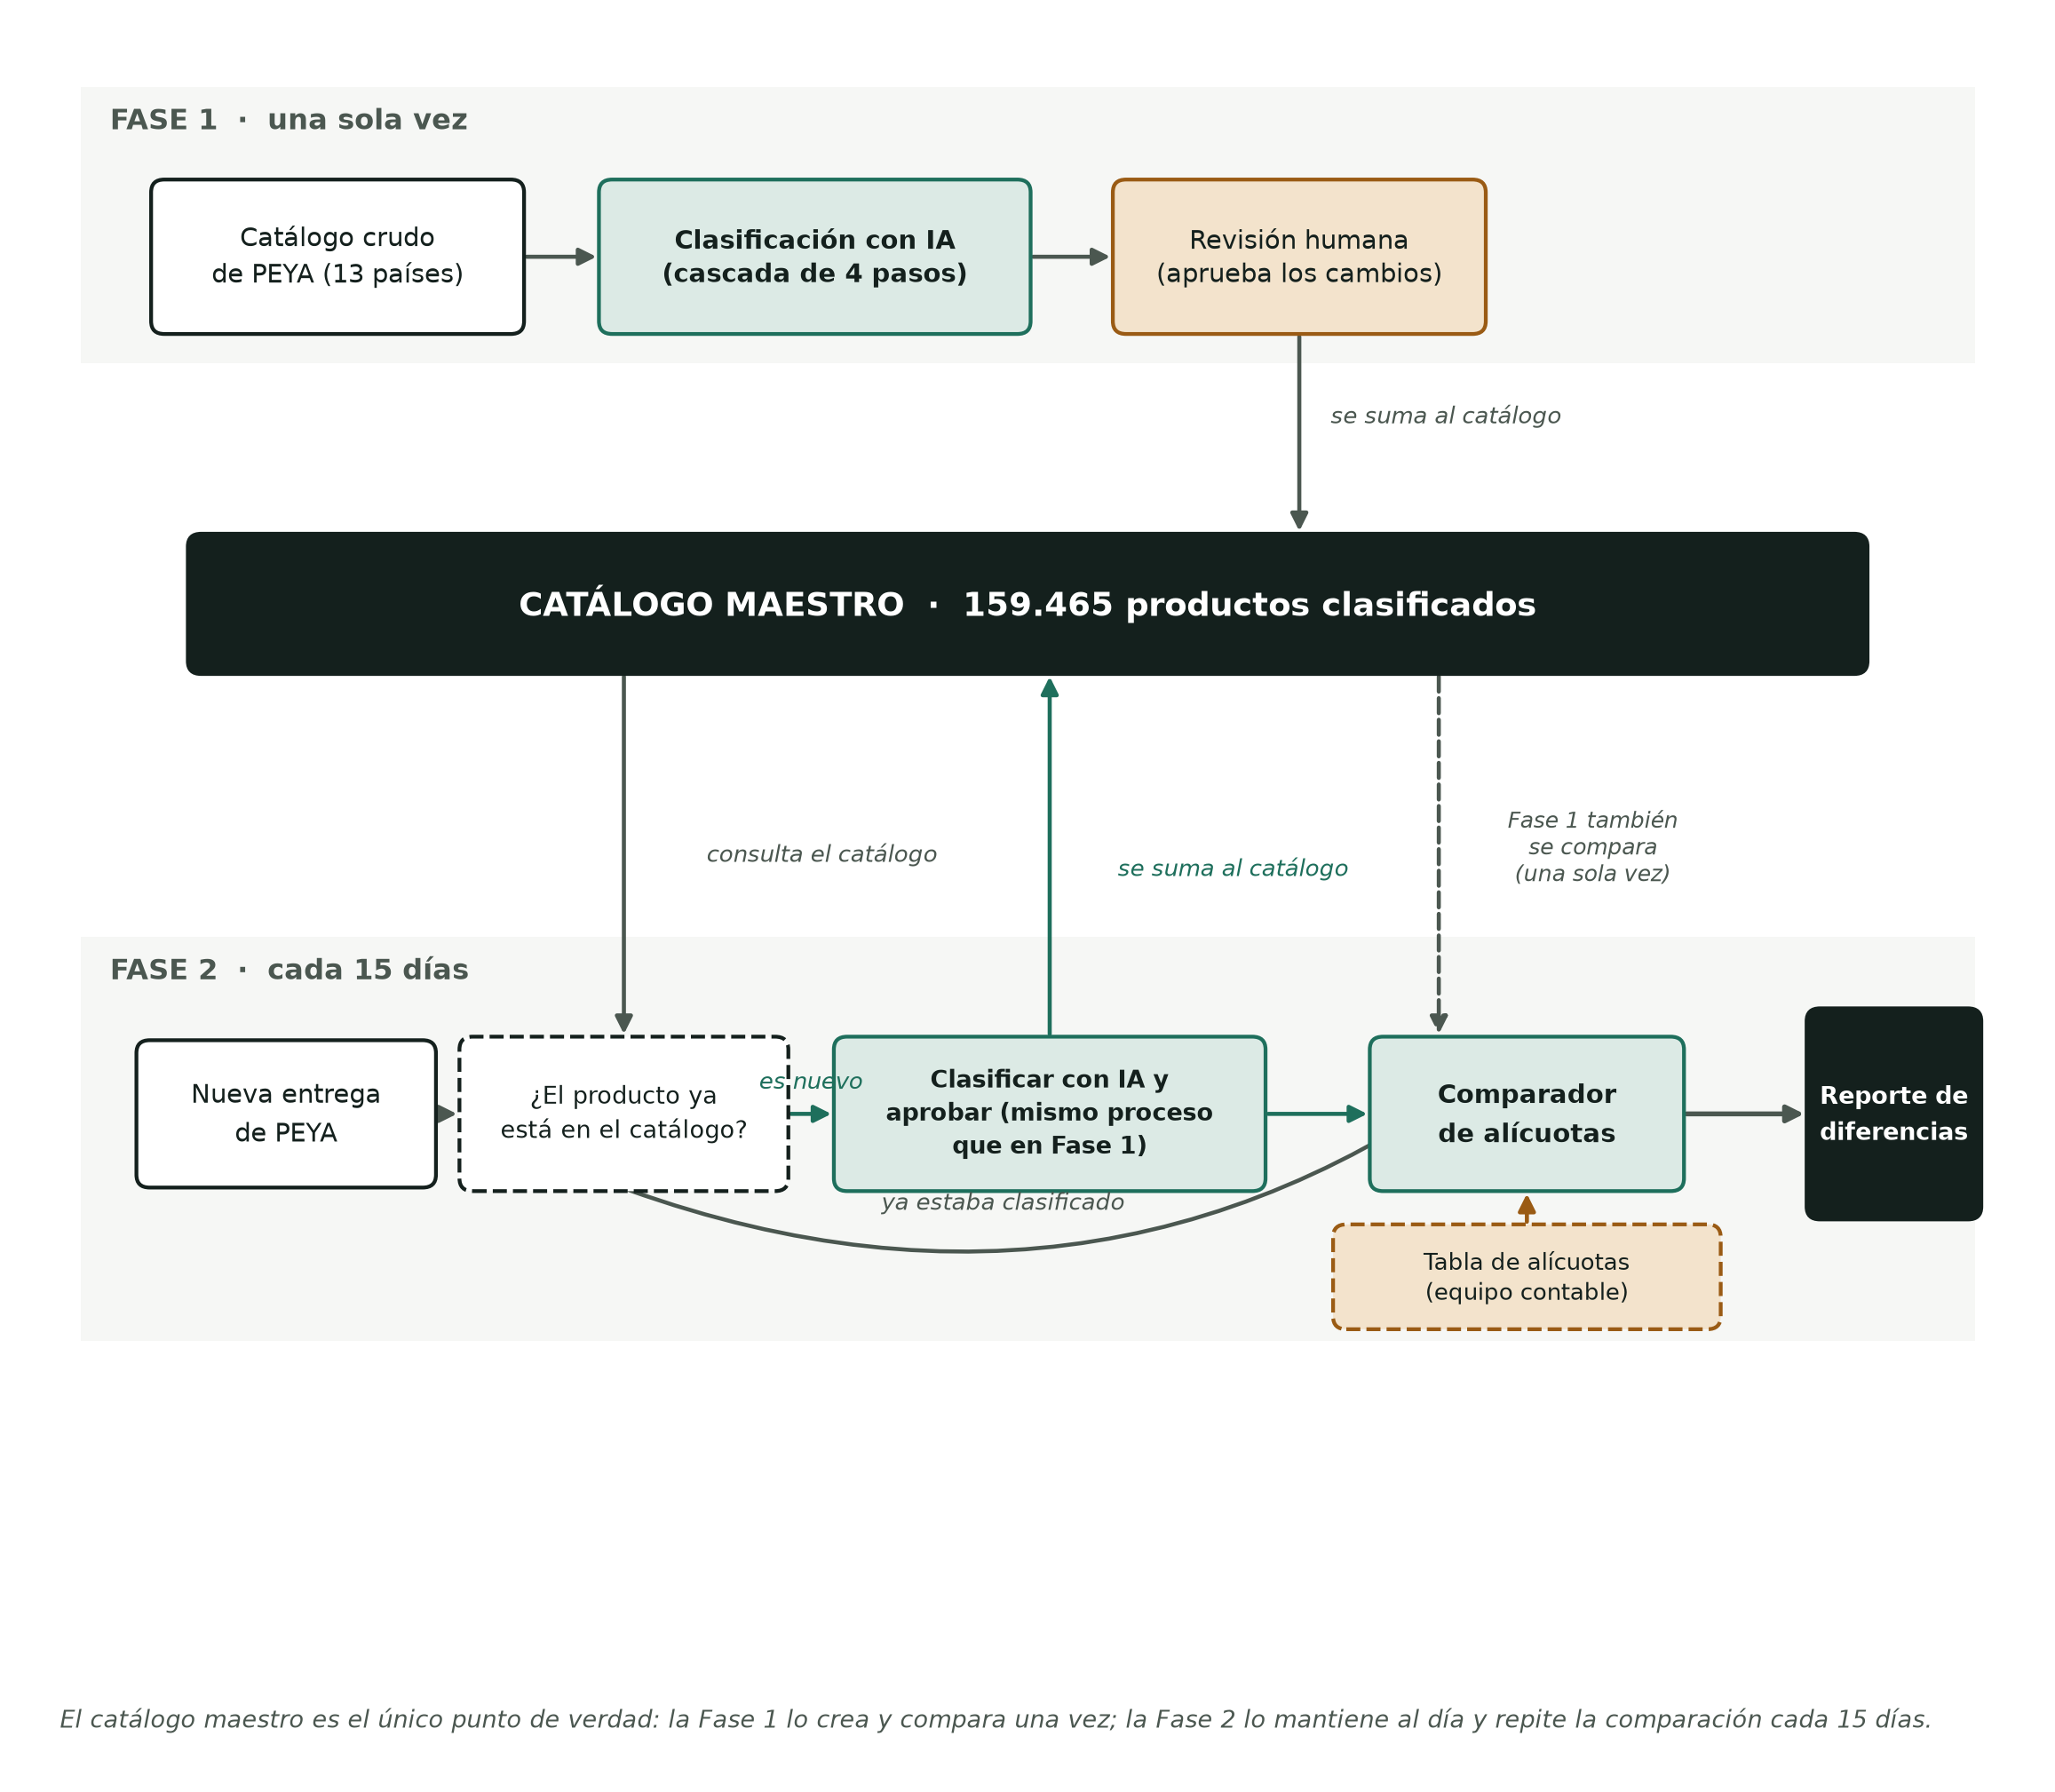 FASE 1 · una sola vez
Catálogo crudo
de PEYA (13 países)
Clasificación con IA
(cascada de 4 pasos)
Revisión humana
(aprueba los cambios)
se suma al catálogo
CATÁLOGO MAESTRO · 159.465 productos clasificados
consulta el catálogo
se suma al catálogo
Fase 1 también
se compara
(una sola vez)
FASE 2 · cada 15 días
Nueva entrega
de PEYA
¿El producto ya
está en el catálogo?
es nuevo
Clasificar con IA y
aprobar (mismo proceso
que en Fase 1)
Comparador
de alícuotas
Reporte de
diferencias
ya estaba clasificado
Tabla de alícuotas
(equipo contable)
El catálogo maestro es el único punto de verdad: la Fase 1 lo crea y compara una vez; la Fase 2 lo mantiene al día y repite la comparación cada 15 días.